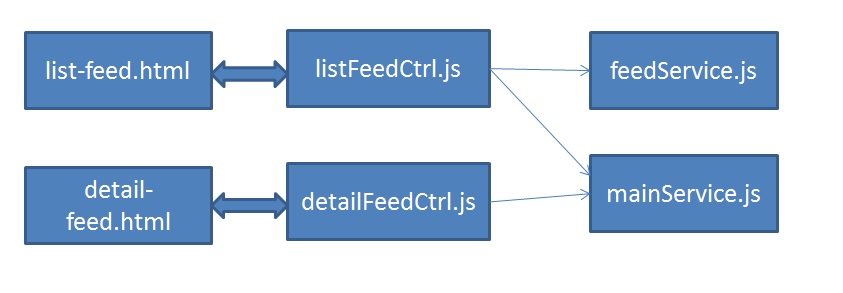 list-feed.html
listFeedCtrl.js
feedService.js
detail-
feed.html
detailFeedCtrl.js
mainService.js